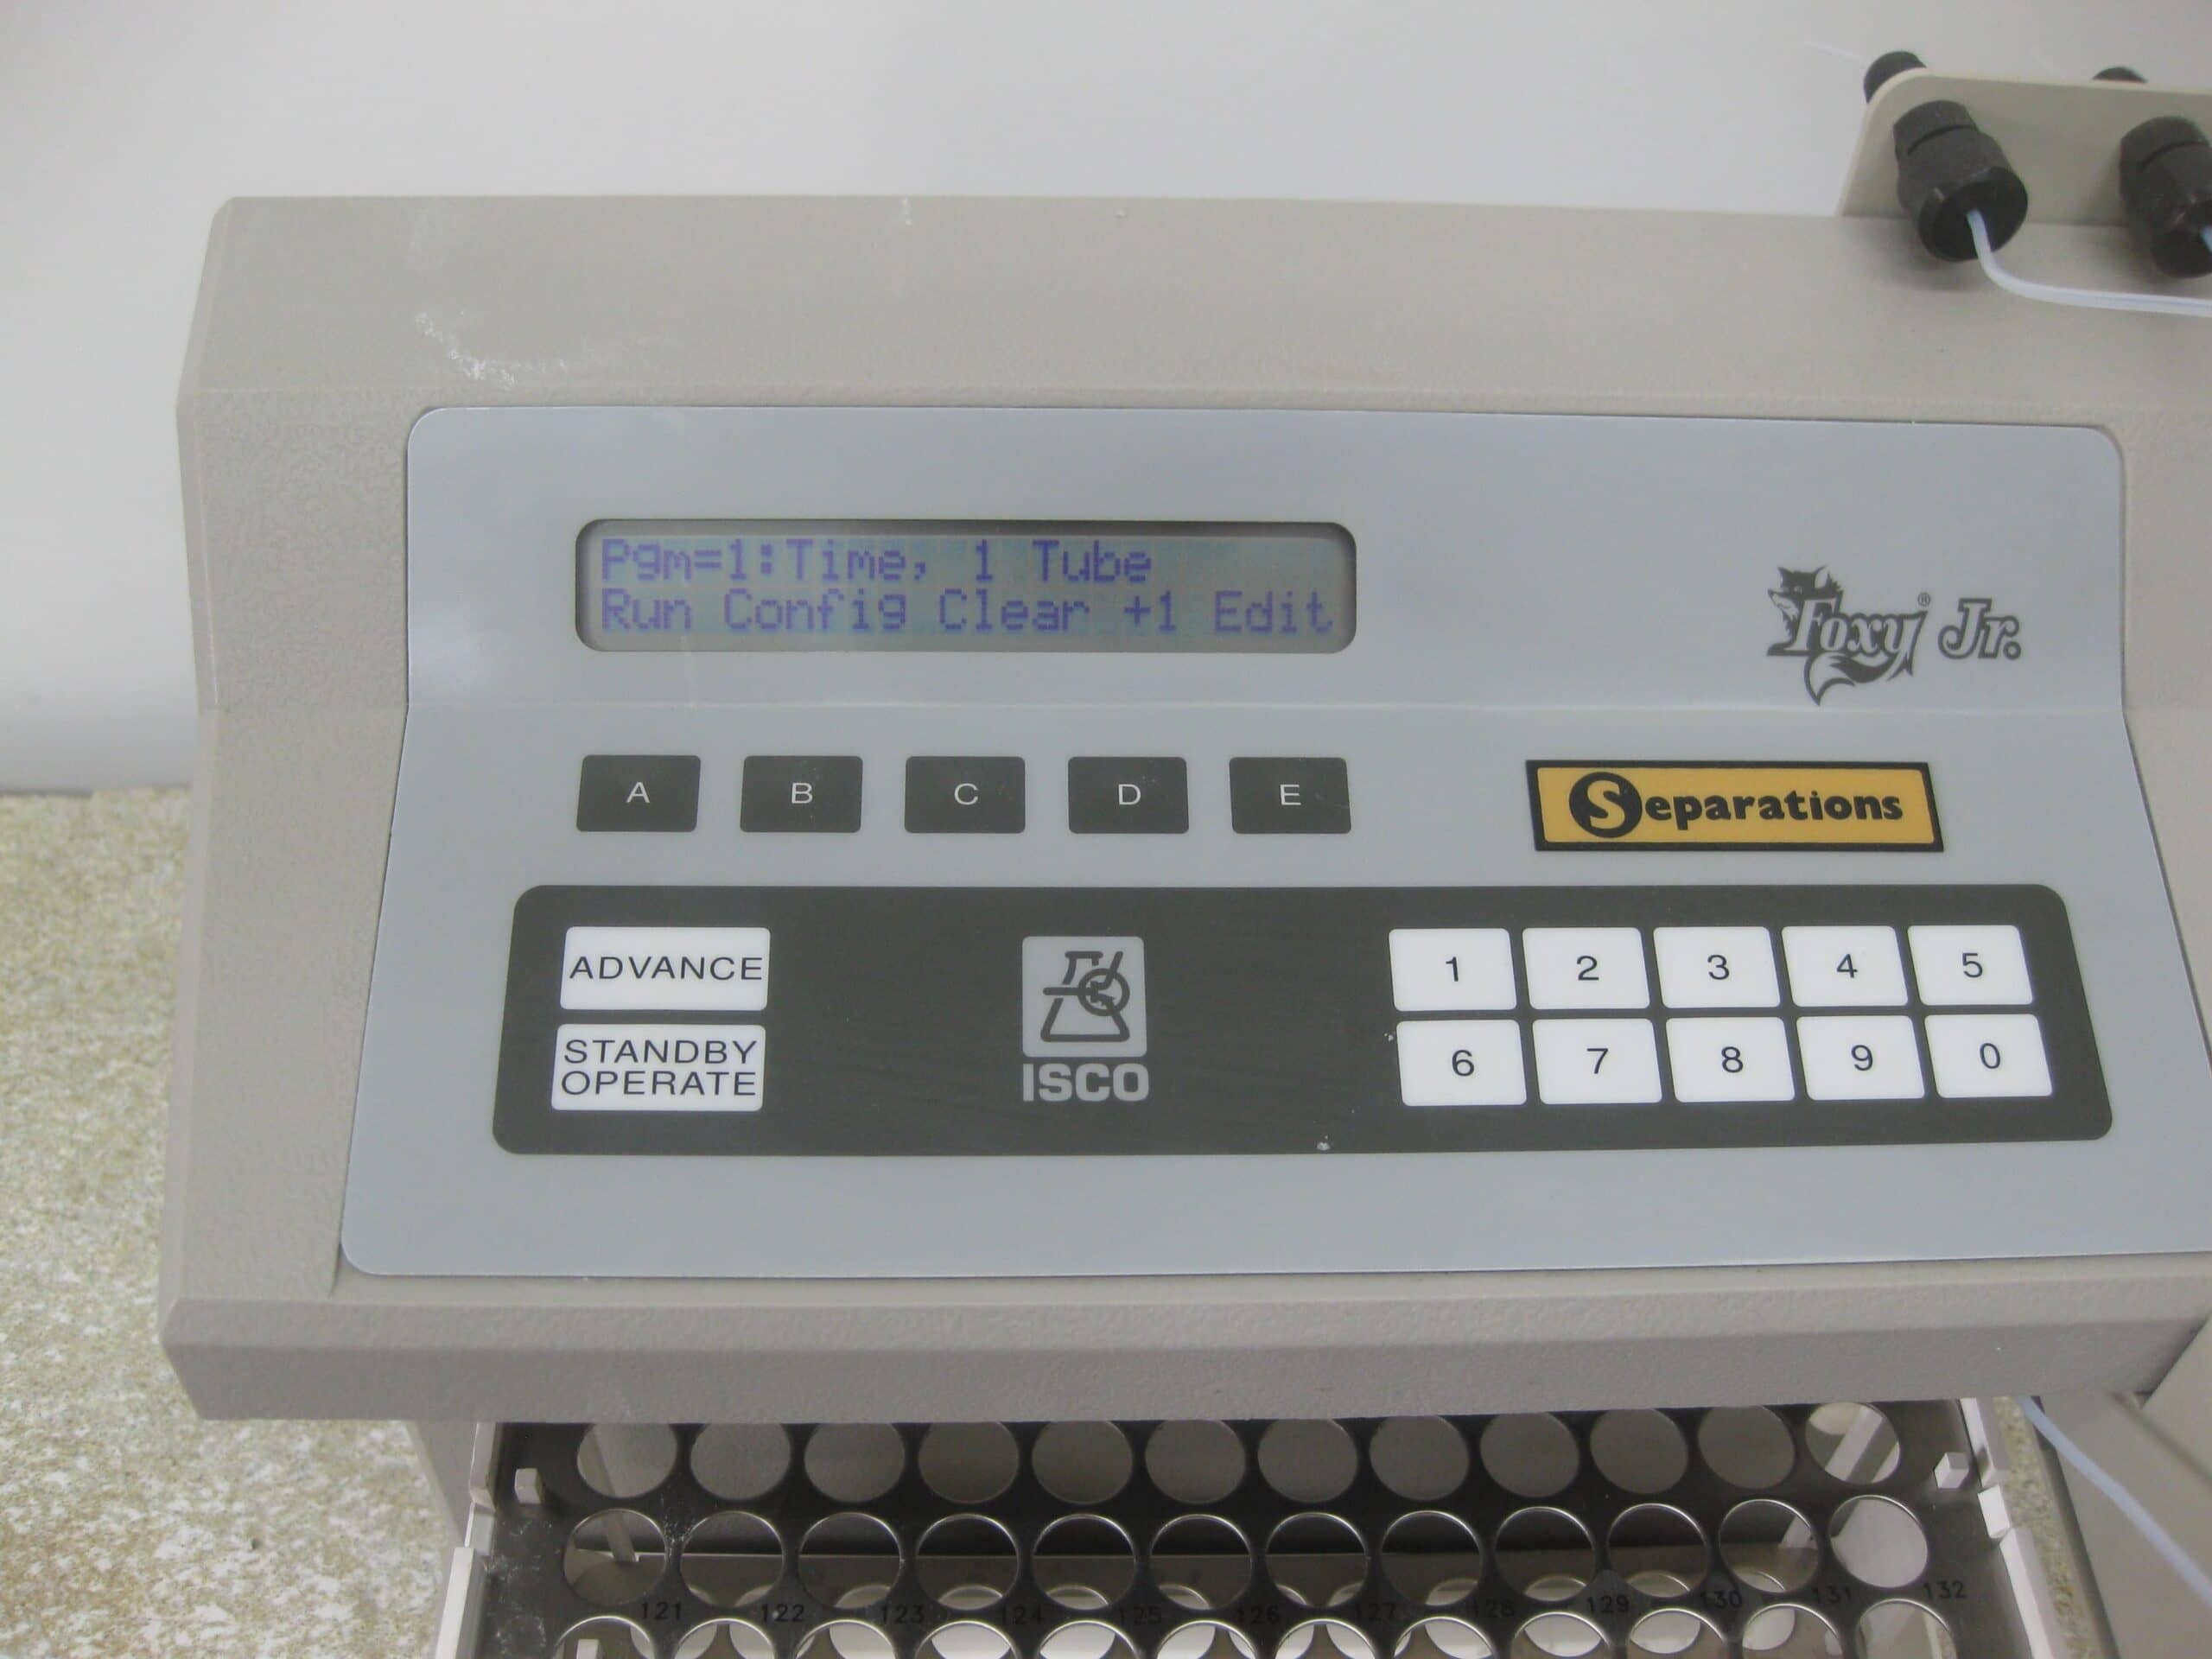 Pgm=1:Time, 1 Tube
Run Config Clear +1 Edit
Foxy® Jr.
A B C D E
Separations
ADVANCE
STANDBY
OPERATE
ISCO
1 2 3 4 5
6 7 8 9 0
121 122 123 124 125 126 127 128 129 130 131 132